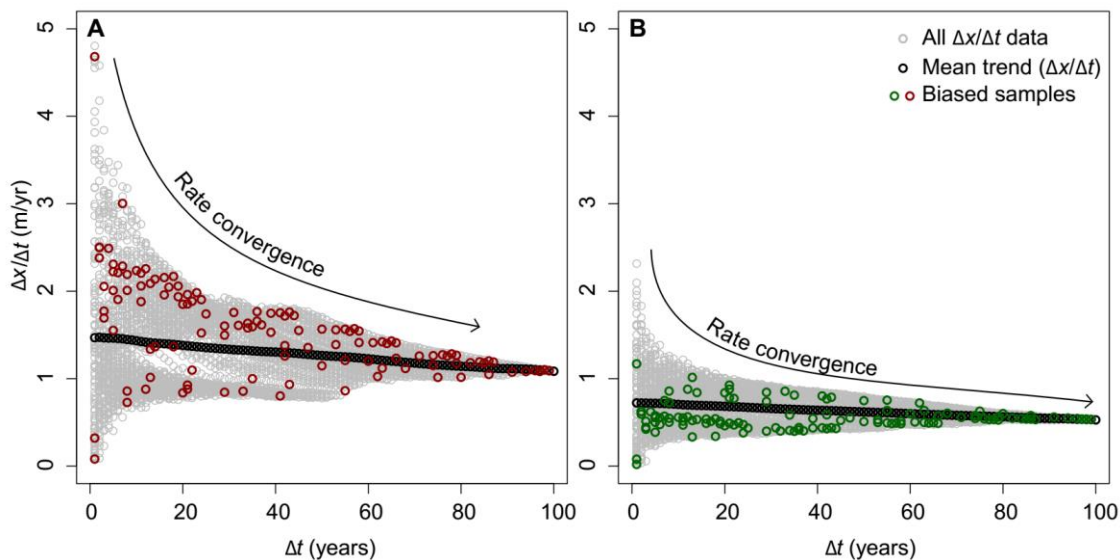 A
5
4
3
2
1
0
Δx/Δt (m/yr)
Rate convergence
0 20 40 60 80 100
Δt (years)
B
All Δx/Δt data
Mean trend (Δx/Δt)
Biased samples
5
4
3
2
1
0
Rate convergence
0 20 40 60 80 100
Δt (years)